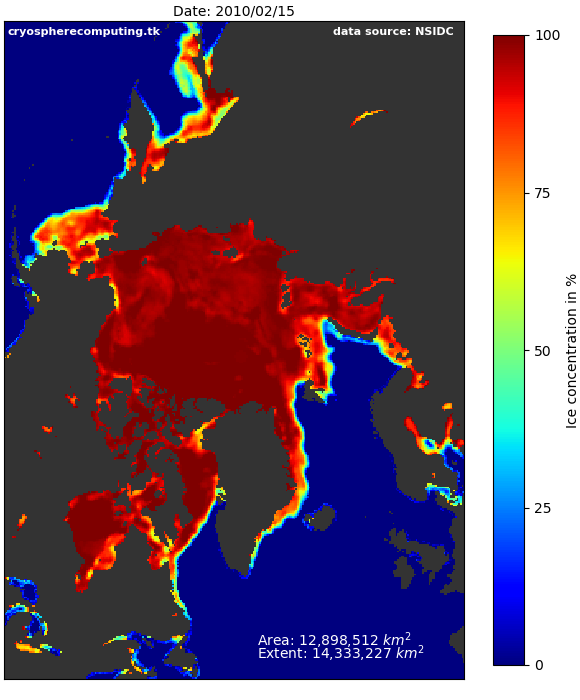 Date: 2010/02/15
cryospherecomputing.tk
data source: NSIDC
100
75
50
25
0
Ice concentration in %
Area: 12,898,512 km²
Extent: 14,333,227 km²